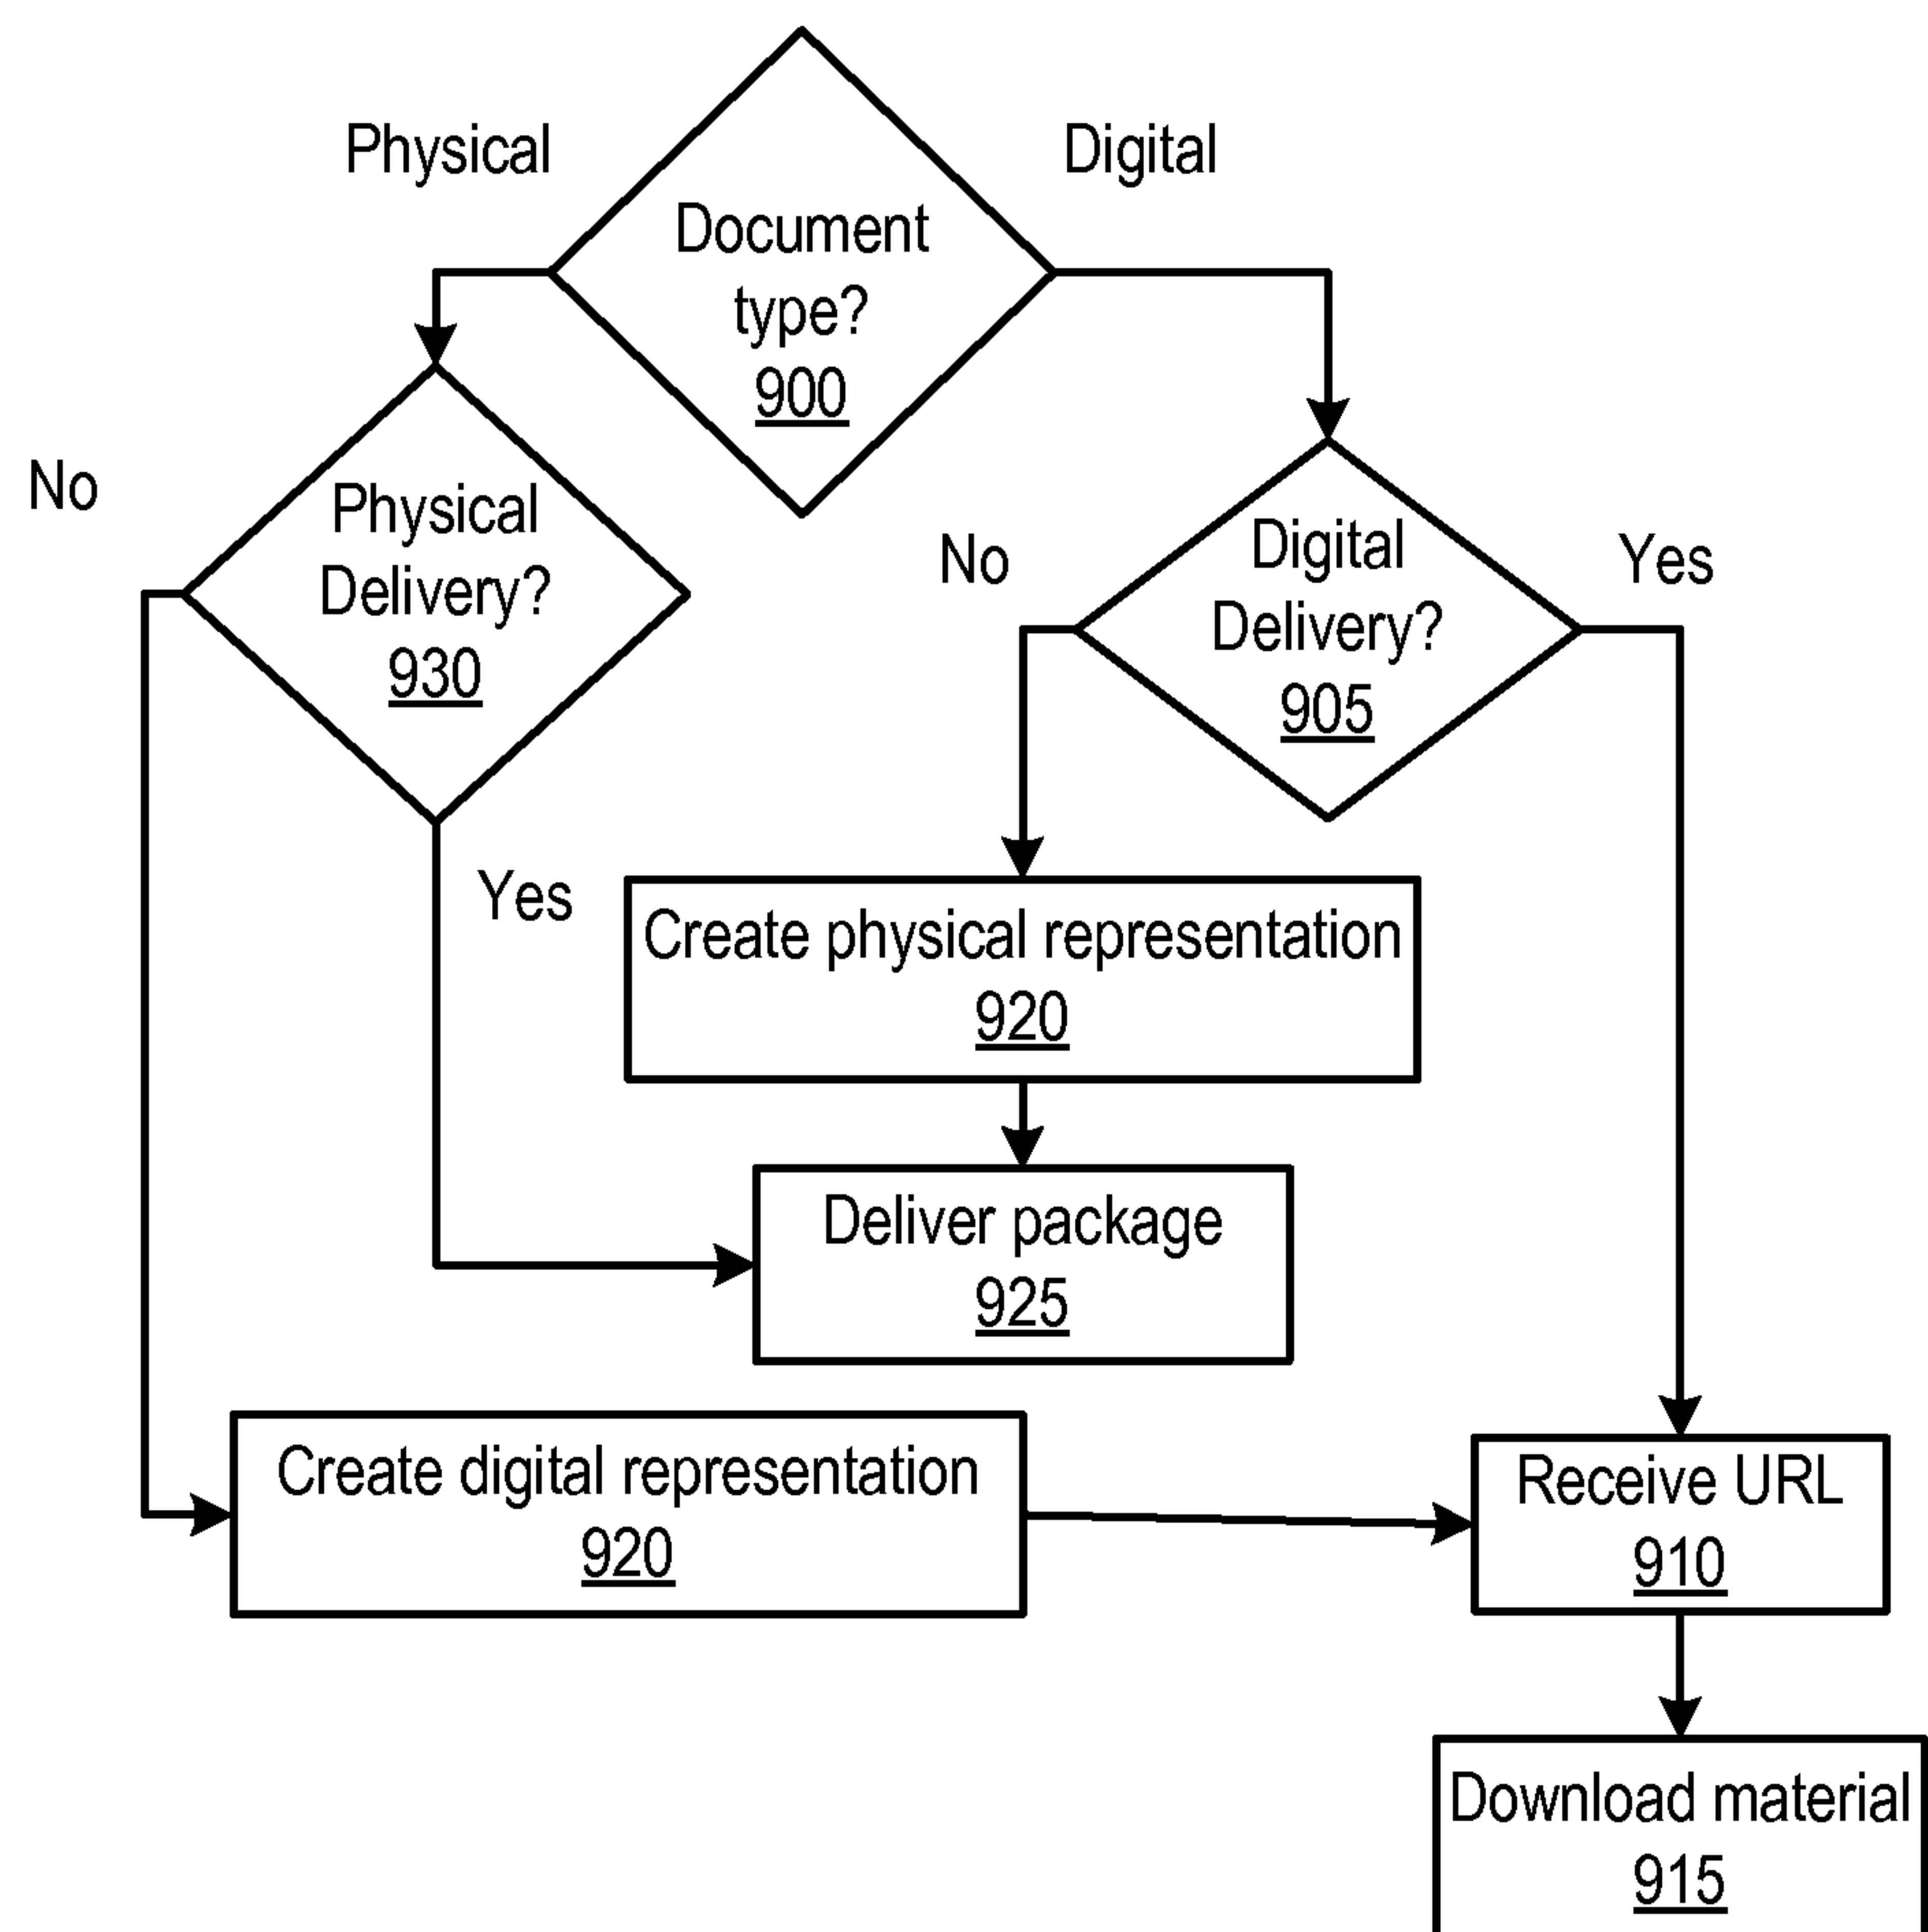 Physical
Digital
Document
type?
900
No
Physical
Delivery?
930
No
Digital
Delivery?
905
Yes
Yes
Create physical representation
920
Deliver package
925
Create digital representation
920
Receive URL
910
Download material
915